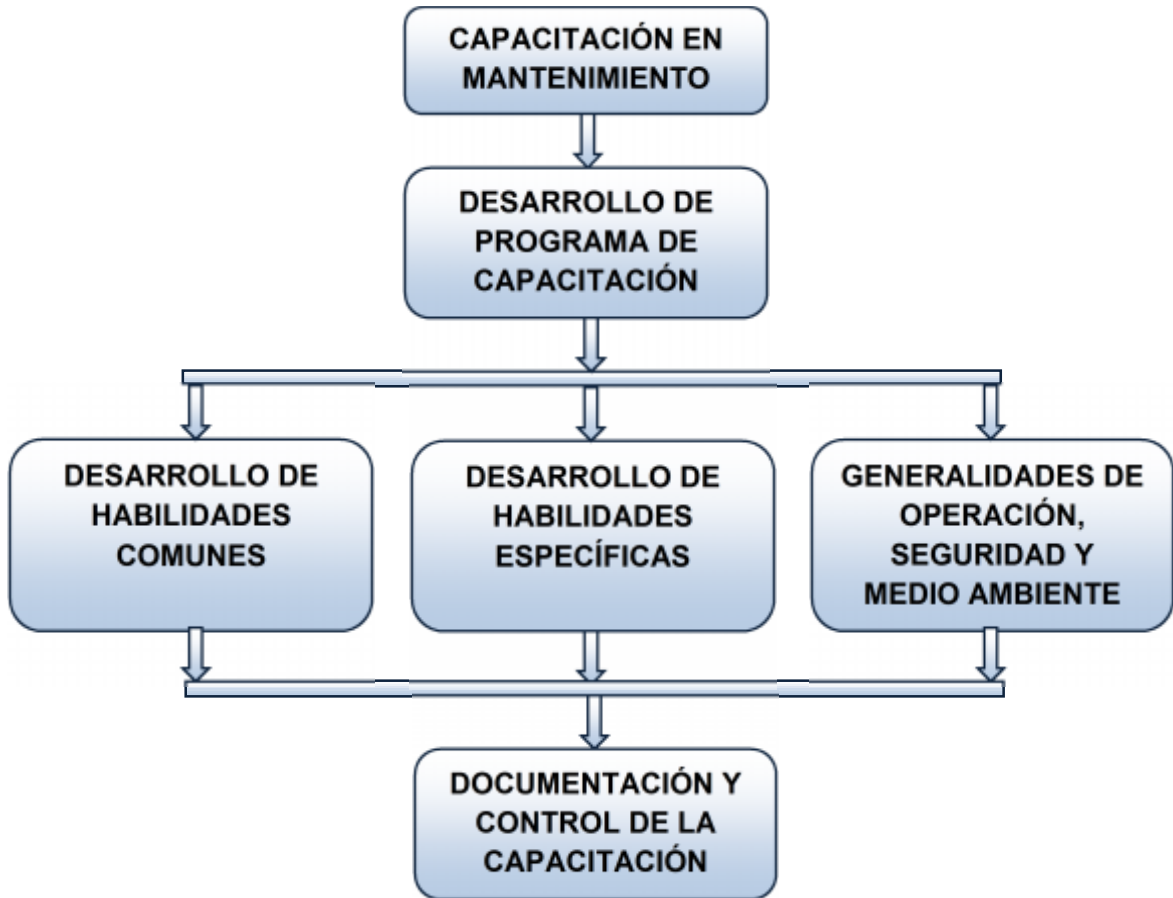 CAPACITACIÓN EN
MANTENIMIENTO
DESARROLLO DE
PROGRAMA DE
CAPACITACIÓN
DESARROLLO DE
HABILIDADES
COMUNES
DESARROLLO DE
HABILIDADES
ESPECÍFICAS
GENERALIDADES DE
OPERACIÓN,
SEGURIDAD Y
MEDIO AMBIENTE
DOCUMENTACIÓN Y
CONTROL DE LA
CAPACITACIÓN